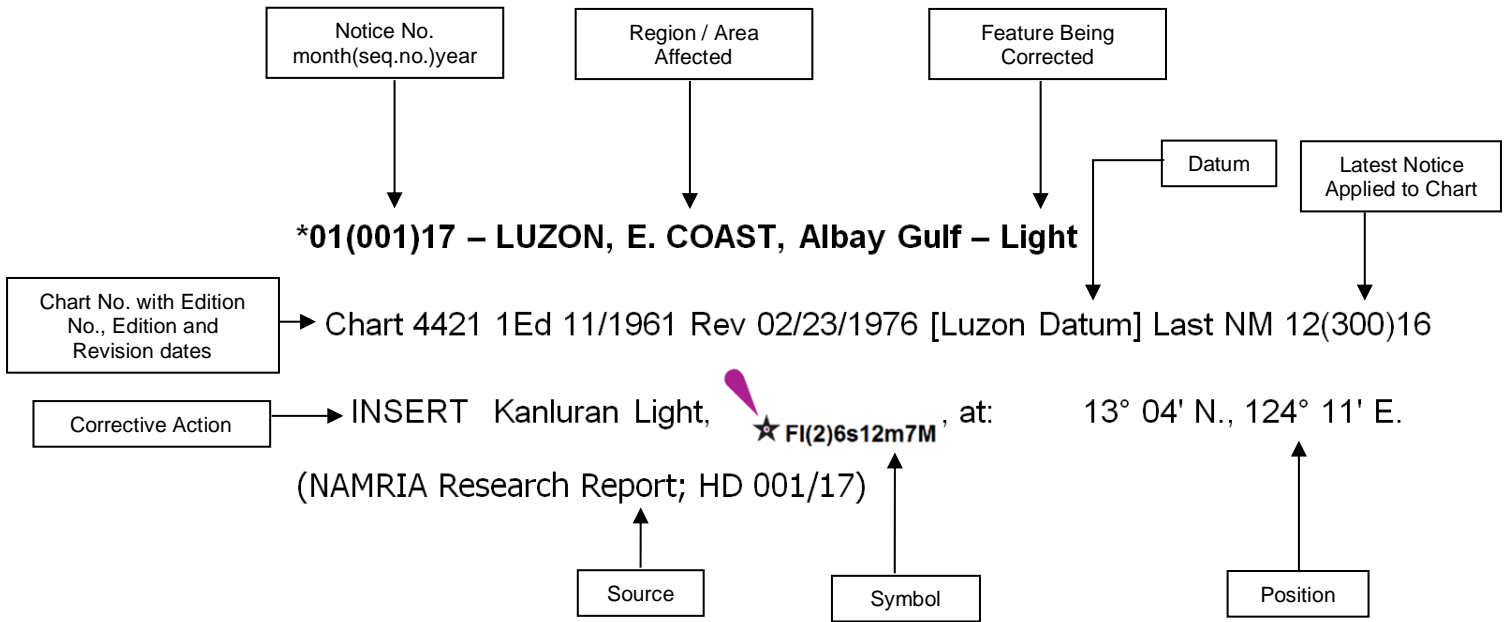 Notice No.
month(seq.no.)year
Region / Area
Affected
Feature Being
Corrected
Datum
Latest Notice
Applied to Chart
*01(001)17 – LUZON, E. COAST, Albay Gulf – Light
Chart No. with Edition
No., Edition and
Revision dates
Chart 4421 1Ed 11/1961 Rev 02/23/1976 [Luzon Datum] Last NM 12(300)16
Corrective Action
INSERT Kanluran Light, Fl(2)6s12m7M , at: 13° 04' N., 124° 11' E.
(NAMRIA Research Report; HD 001/17)
Source
Symbol
Position